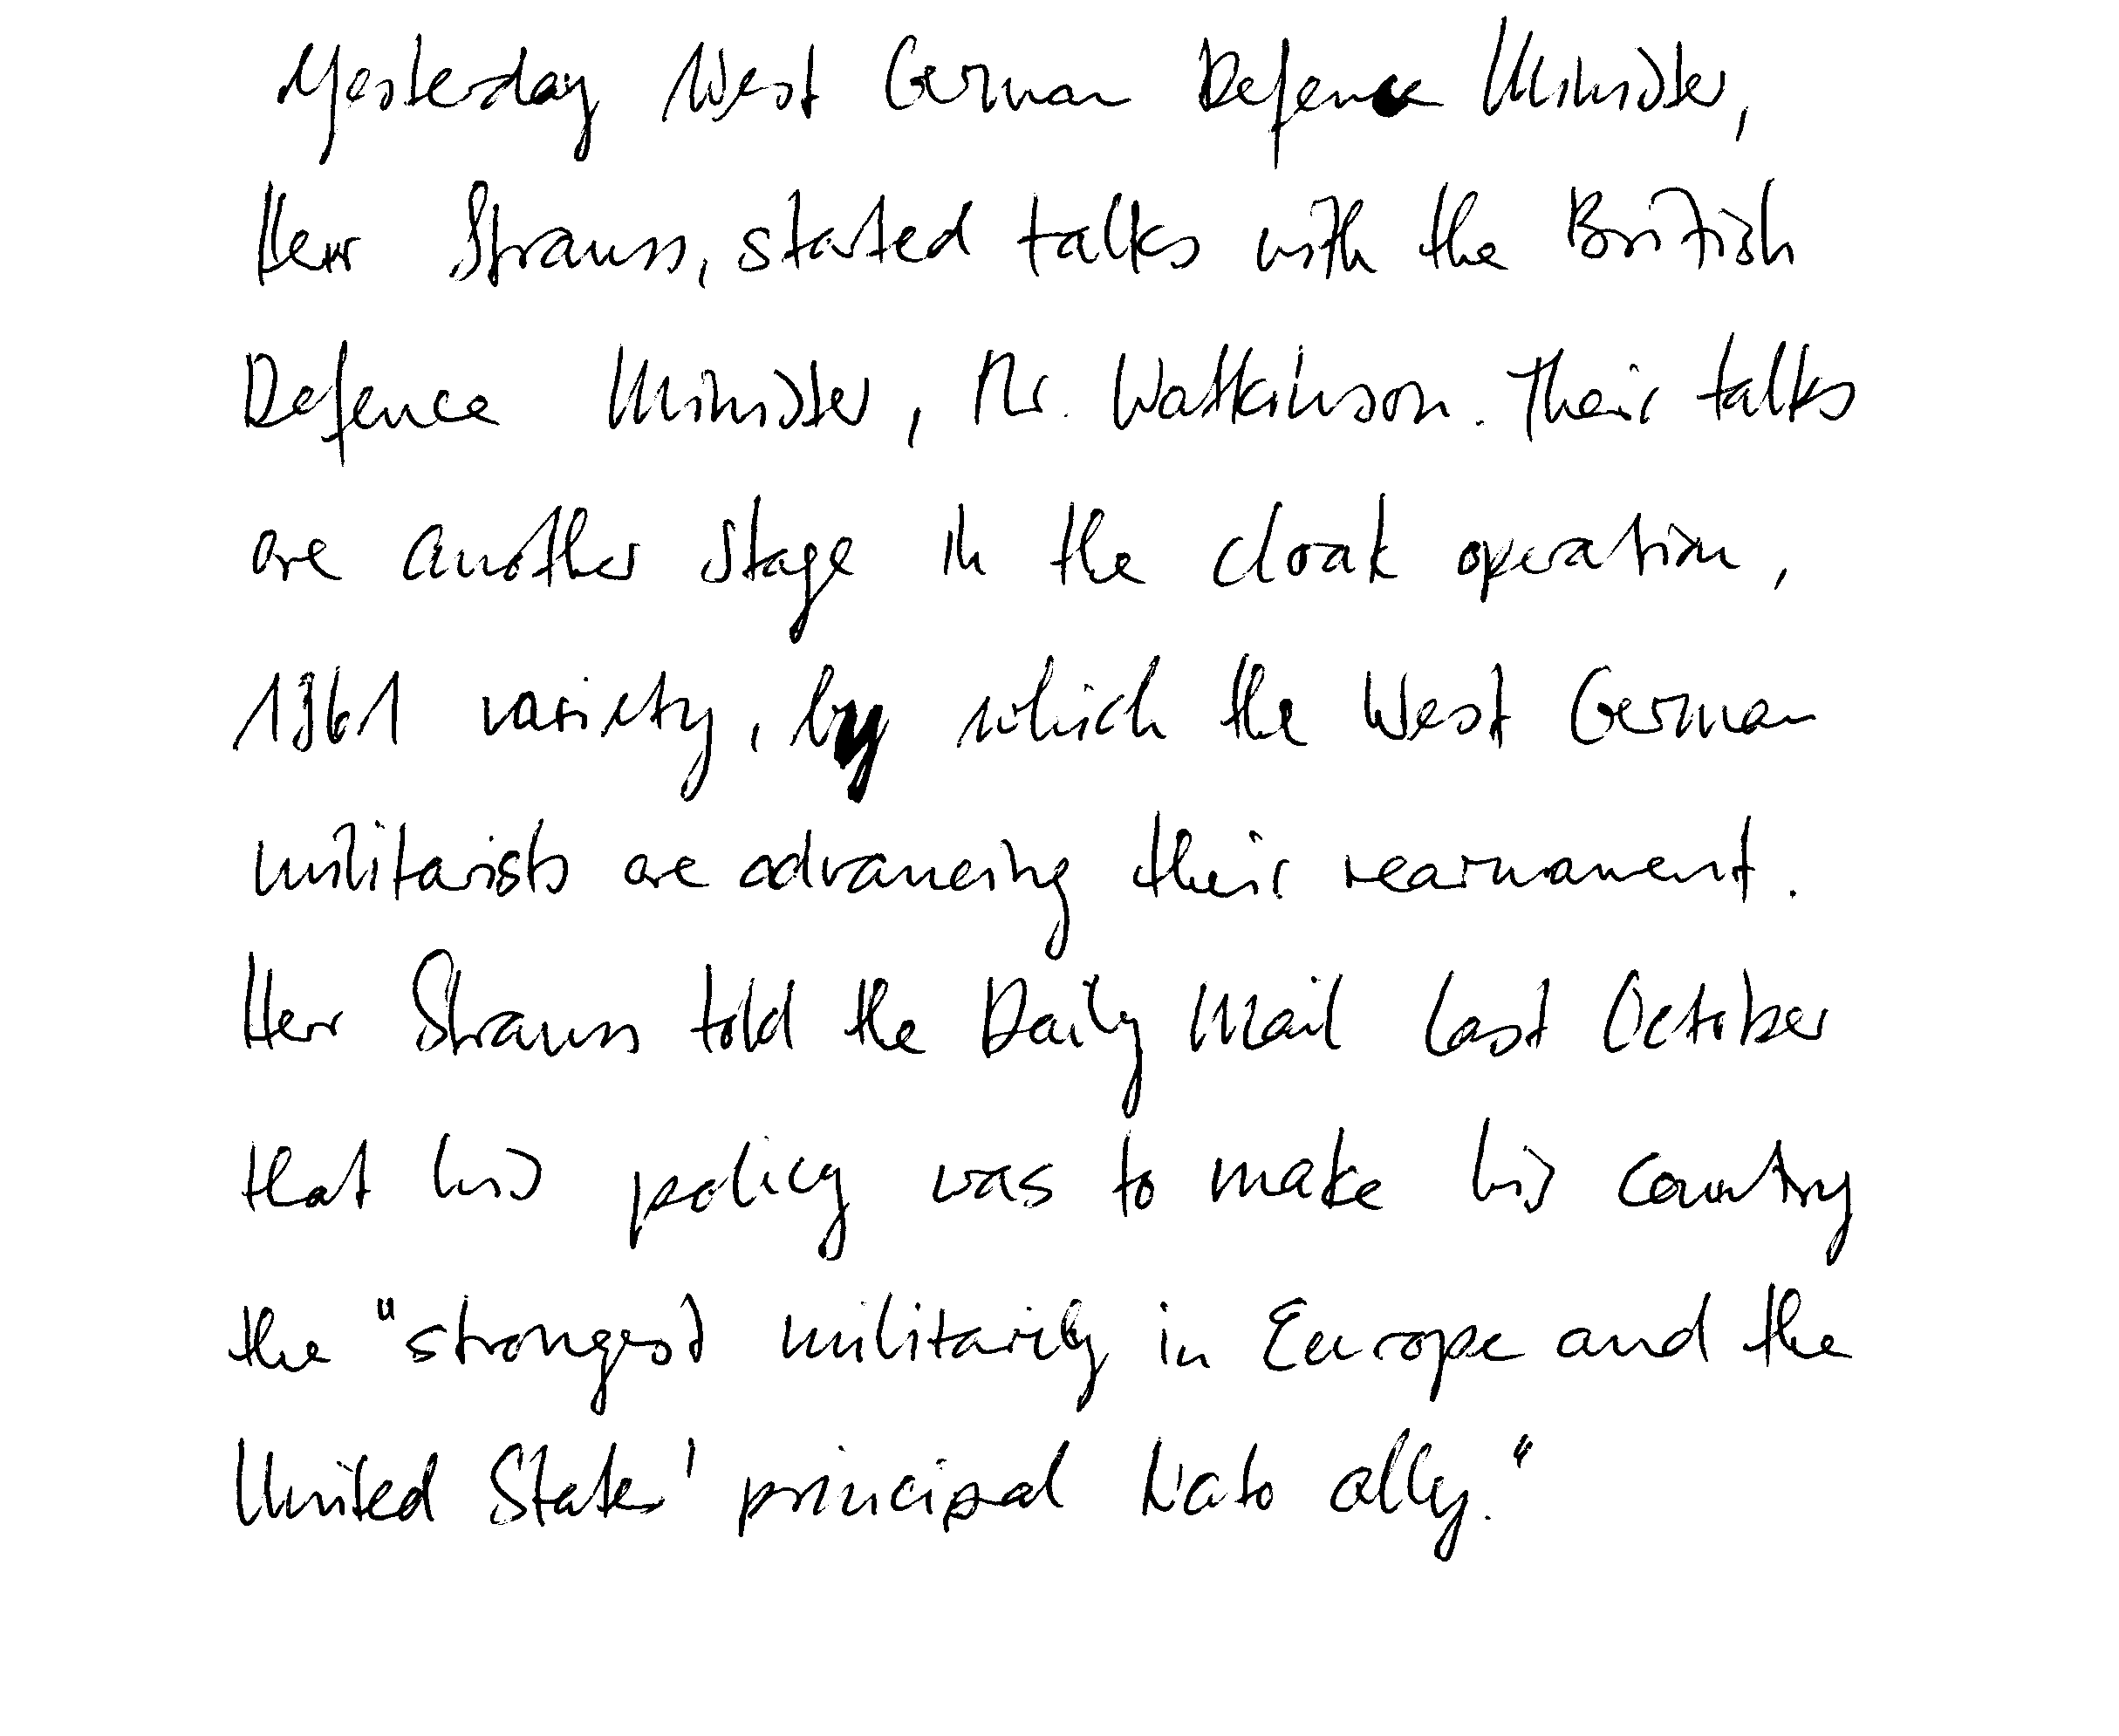 Yesterday West German Defence Minister,
Herr Strauss, started talks with the British
Defence Minister, Mr. Watkinson. Their talks
are another stage in the cloak operation,
1961 variety, by which the West German
militarists are advancing their rearmament.
Herr Strauss told the Daily Mail last October
that his policy was to make his country
the "strongest militarily in Europe and the
United States' principal Nato ally."